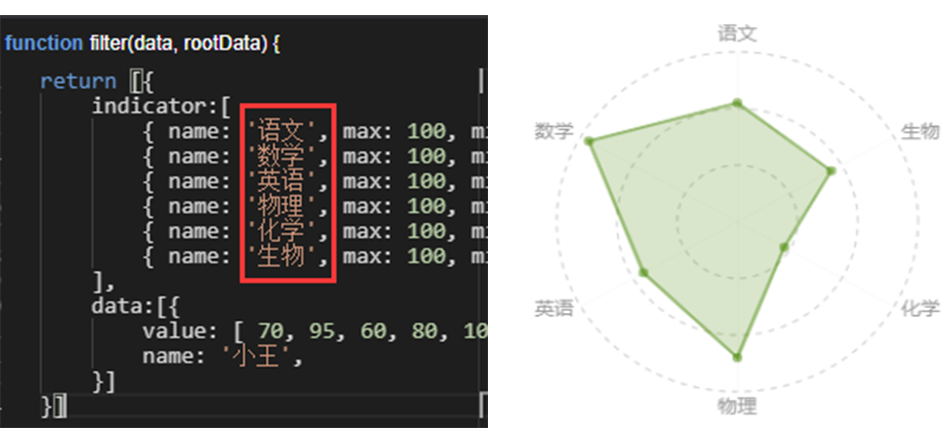 function filter(data, rootData) {
return [{
indicator:[
{ name: '语文', max: 100, mi
{ name: '数学', max: 100, mi
{ name: '英语', max: 100, mi
{ name: '物理', max: 100, mi
{ name: '化学', max: 100, mi
{ name: '生物', max: 100, mi
],
data:[{
value: [ 70, 95, 60, 80, 10
name: '小王',
}]
}]
语文
数学
生物
英语
化学
物理